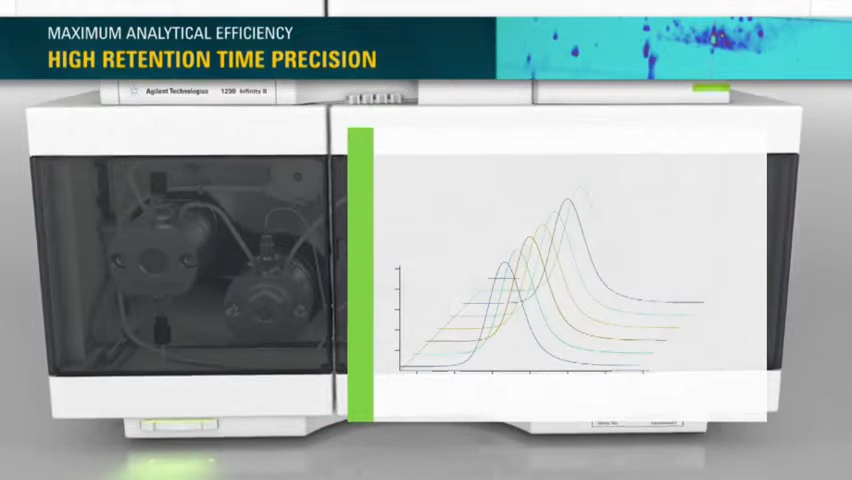 MAXIMUM ANALYTICAL EFFICIENCY
HIGH RETENTION TIME PRECISION
Agilent Technologies 1290 Infinity II